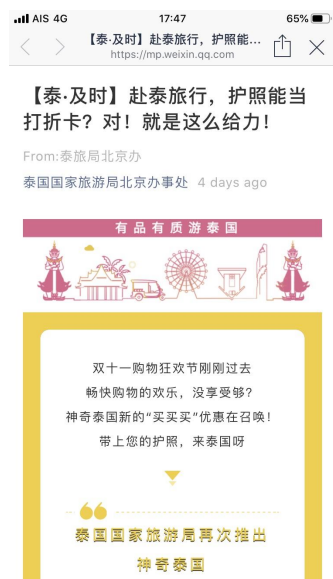 AIS 4G 17:47 65%
【泰·及时】赴泰旅行，护照能...
https://mp.weixin.qq.com
【泰·及时】赴泰旅行，护照能当
打折卡？对！就是这么给力！
From:泰旅局北京办
泰国国家旅游局北京办事处 4 days ago
有品有质游泰国
双十一购物狂欢节刚刚过去
畅快购物的欢乐，没享受够？
神奇泰国新的“买买买”优惠在召唤！
带上您的护照，来泰国呀
泰国国家旅游局再次推出
神奇泰国